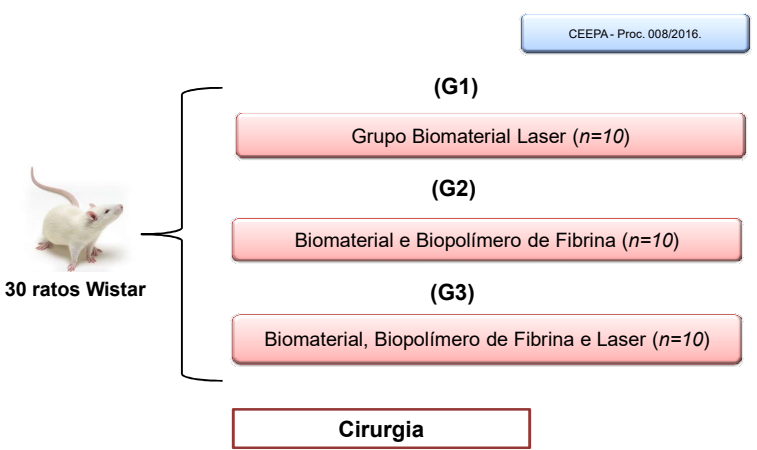 CEEPA - Proc. 008/2016.
(G1)
Grupo Biomaterial Laser (n=10)
(G2)
Biomaterial e Biopolímero de Fibrina (n=10)
30 ratos Wistar
(G3)
Biomaterial, Biopolímero de Fibrina e Laser (n=10)
Cirurgia